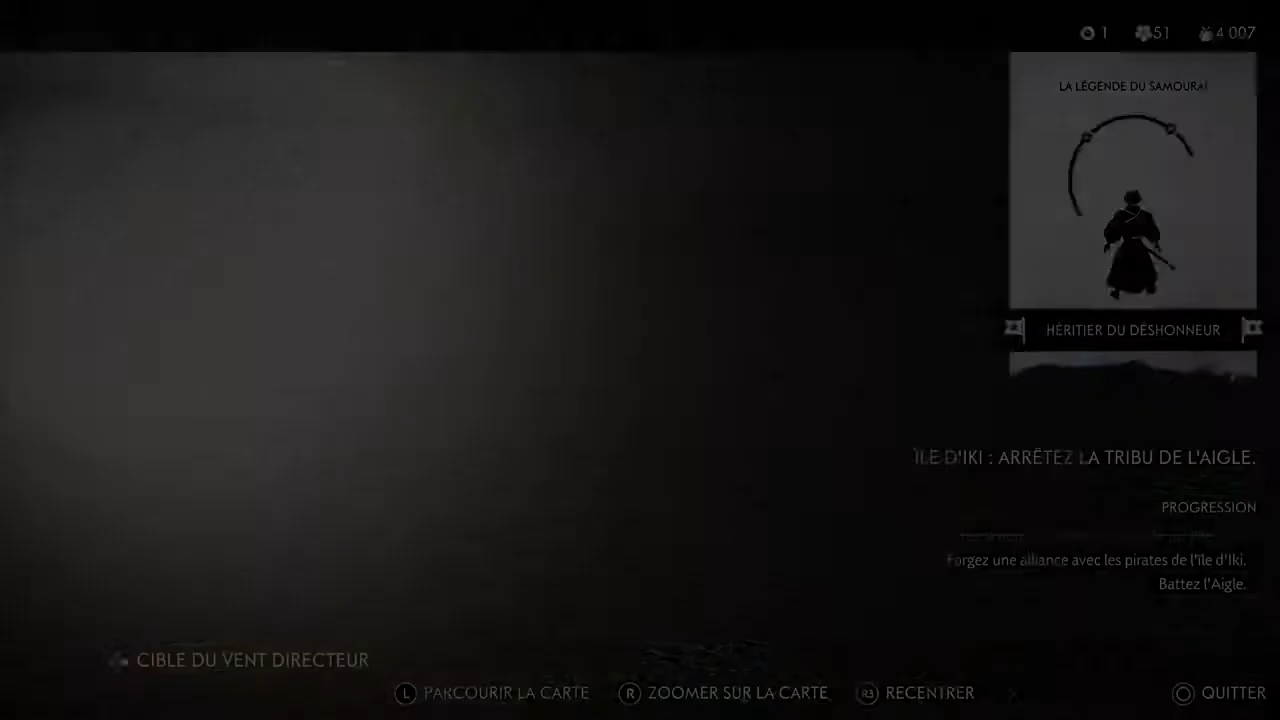 1 51 4 007
LA LÉGENDE DU SAMOURAÏ
HÉRITIER DU DÉSHONNEUR
ÎLE D'IKI : ARRÊTEZ LA TRIBU DE L'AIGLE.
PROGRESSION
Forgez une alliance avec les pirates de l'île d'Iki.
Battez l'Aigle.
CIBLE DU VENT DIRECTEUR
L PARCOURIR LA CARTE R ZOOMER SUR LA CARTE R3 RECENTRER QUITTER